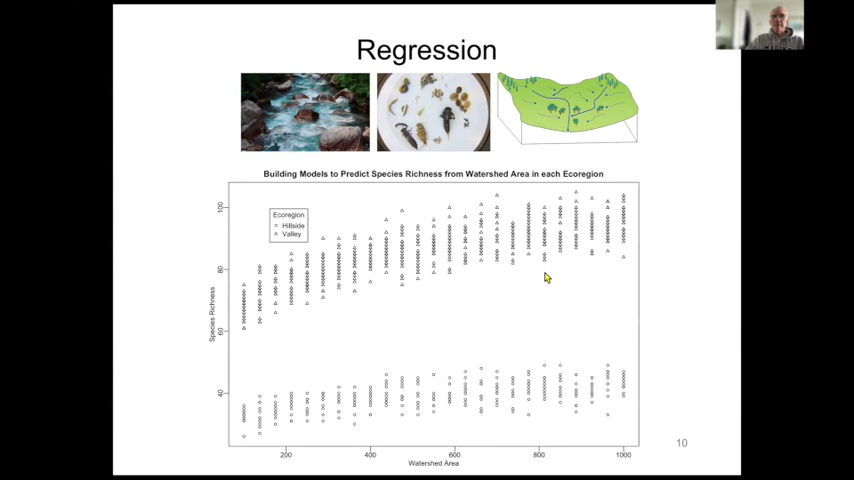 Regression
Building Models to Predict Species Richness from Watershed Area in each Ecoregion
Ecoregion
Hillside
Valley
Species Richness
100
80
60
40
200
400
600
800
1000
Watershed Area
10